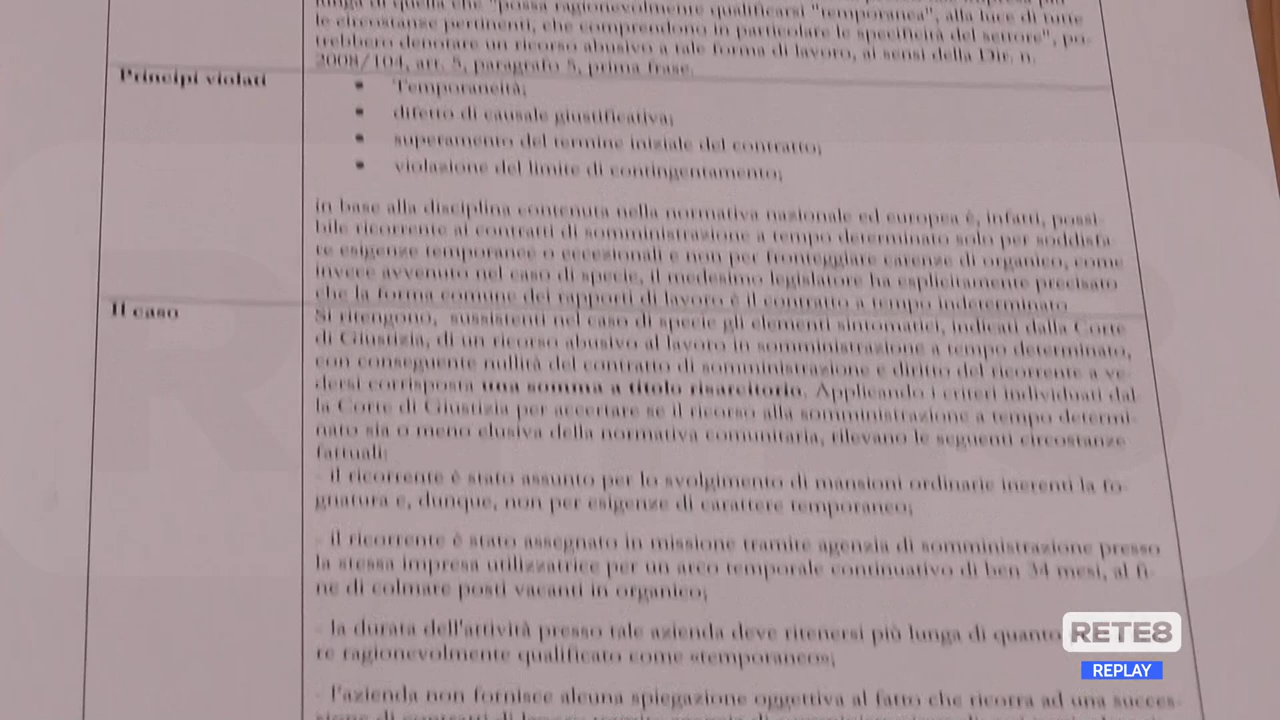 lunga di quella che "possa ragionevolmente qualificarsi "temporanea", alla luce di tutte
le circostanze pertinenti, che comprendono in particolare le specificità del settore", po-
trebbero denotare un ricorso abusivo a tale forma di lavoro, ai sensi della Dir. n.
2008/104, art. 5, paragrafo 5, prima frase.
Principi violati
• Temporaneità;
• difetto di causale giustificativa;
• superamento del termine iniziale del contratto;
• violazione del limite di contingentamento;
in base alla disciplina contenuta nella normativa nazionale ed europea è, infatti, possi-
bile ricorrente ai contratti di somministrazione a tempo determinato solo per soddisfa-
re esigenze temporanee o eccezionali e non per fronteggiare carenze di organico, come
invece avvenuto nel caso di specie, il medesimo legislatore ha esplicitamente precisato
che la forma comune dei rapporti di lavoro è il contratto a tempo indeterminato
Il caso
Si ritengono, sussistenti nel caso di specie gli elementi sintomatici, indicati dalla Corte
di Giustizia, di un ricorso abusivo al lavoro in somministrazione a tempo determinato,
con conseguente nullità del contratto di somministrazione e diritto del ricorrente a ve-
dersi corrisposta una somma a titolo risarcitorio. Applicando i criteri individuati dal-
la Corte di Giustizia per accertare se il ricorso alla somministrazione a tempo determi-
nato sia o meno elusiva della normativa comunitaria, rilevano le seguenti circostanze
fattuali:
- il ricorrente è stato assunto per lo svolgimento di mansioni ordinarie inerenti la fo-
gnatura e, dunque, non per esigenze di carattere temporaneo;
- il ricorrente è stato assegnato in missione tramite agenzia di somministrazione presso
la stessa impresa utilizzatrice per un arco temporale continuativo di ben 34 mesi, al fi-
ne di colmare posti vacanti in organico;
- la durata dell'attività presso tale azienda deve ritenersi più lunga di quanto
re ragionevolmente qualificato come «temporaneo»;
- l'azienda non fornisce alcuna spiegazione oggettiva al fatto che ricorra ad una succes-
RETE8
REPLAY